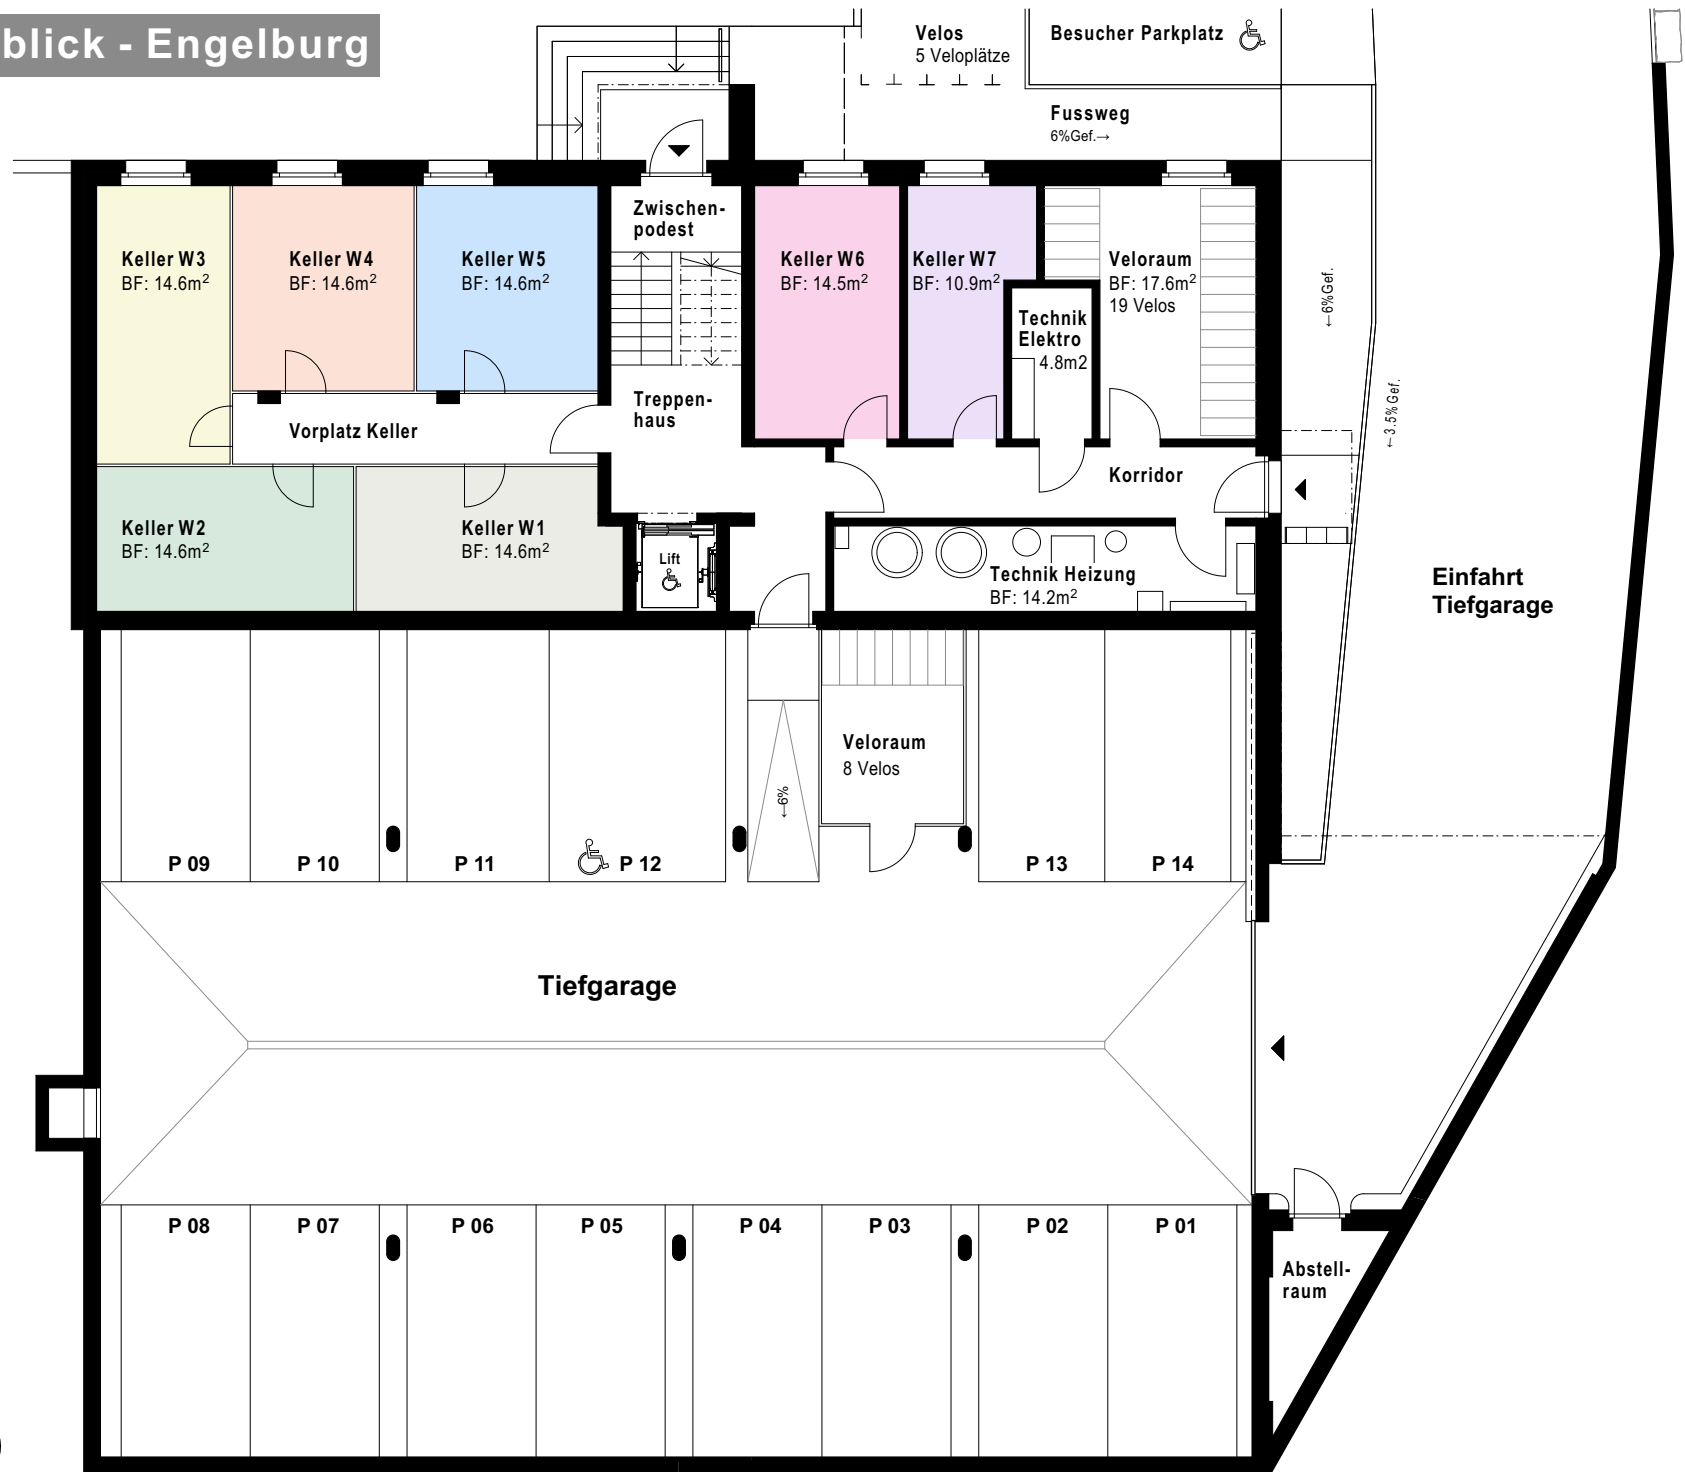 blick - Engelburg
Velos
5 Veloplätze
Besucher Parkplatz
Fussweg
6%Gef.→
Zwischen-
podest
Keller W3
BF: 14.6m²
Keller W4
BF: 14.6m²
Keller W5
BF: 14.6m²
Keller W6
BF: 14.5m²
Keller W7
BF: 10.9m²
Veloraum
BF: 17.6m²
19 Velos
←6%Gef.
Technik
Elektro
4.8m2
←3.5%Gef.
Treppen-
haus
Vorplatz Keller
Korridor
Keller W2
BF: 14.6m²
Keller W1
BF: 14.6m²
Lift
Technik Heizung
BF: 14.2m²
Einfahrt
Tiefgarage
Veloraum
8 Velos
←6%
P 09
P 10
P 11
P 12
P 13
P 14
Tiefgarage
P 08
P 07
P 06
P 05
P 04
P 03
P 02
P 01
Abstell-
raum